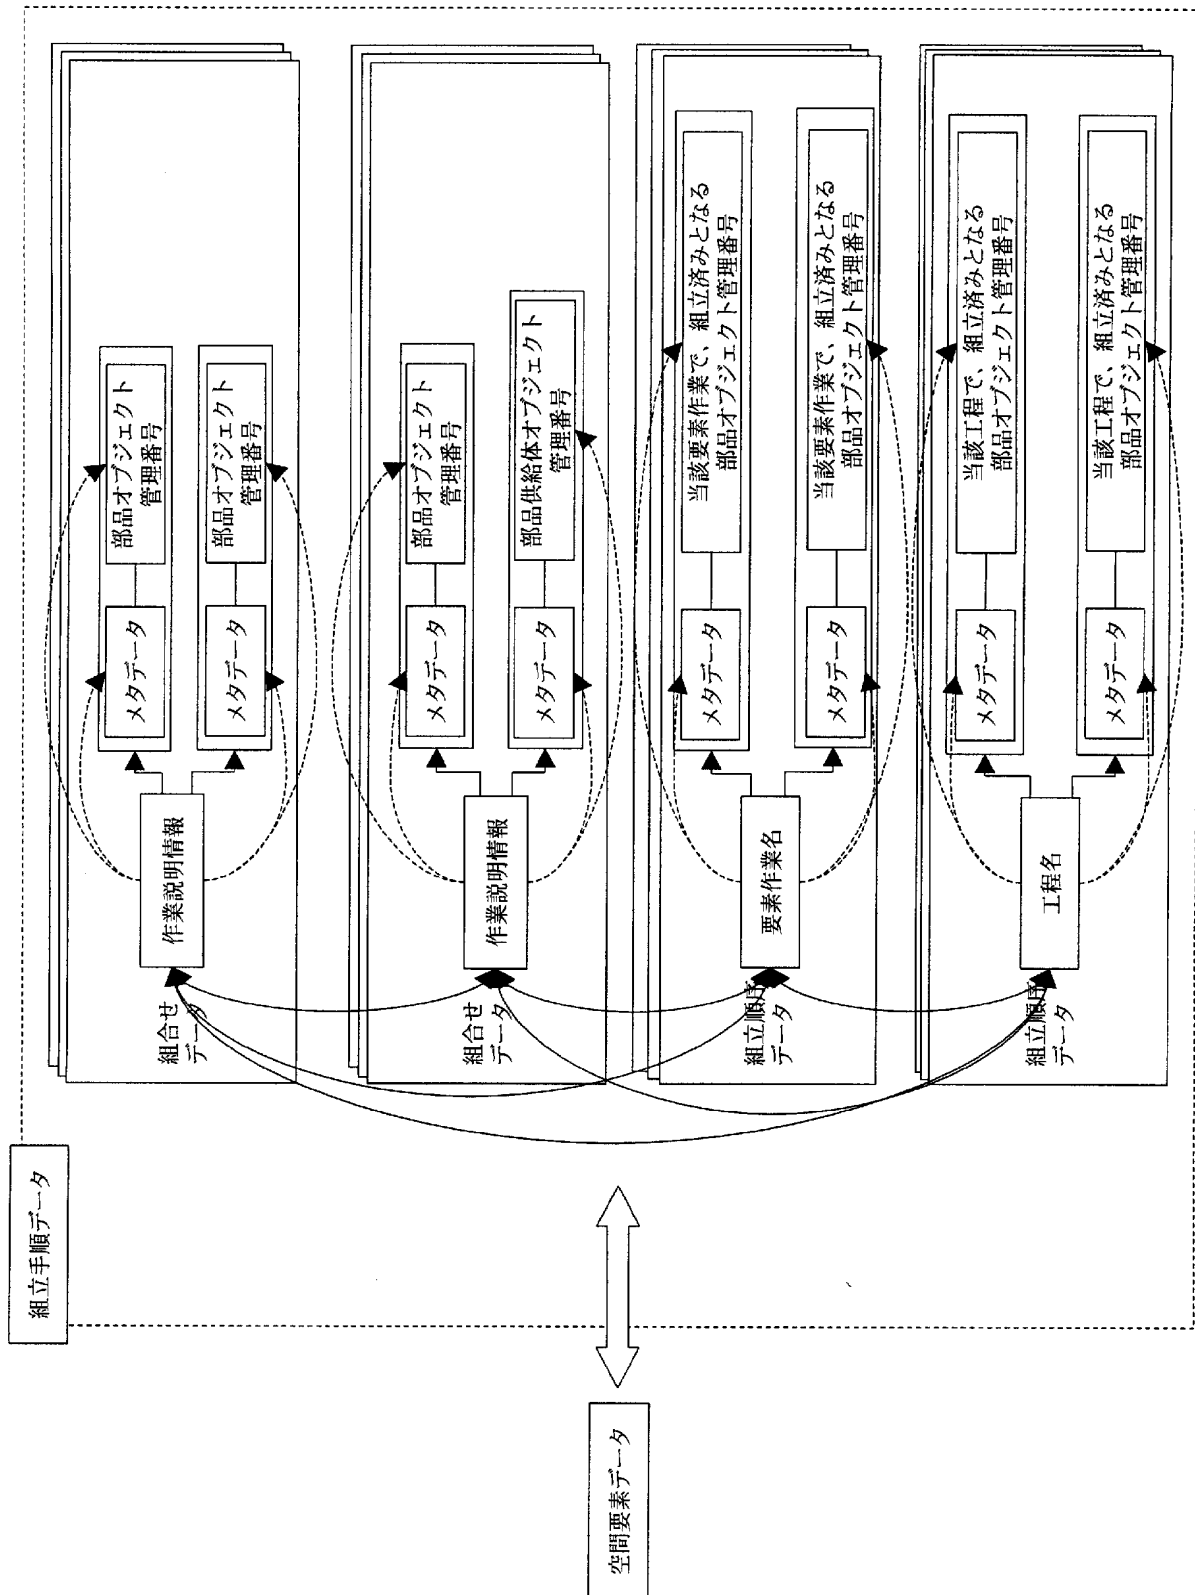 組立手順データ
空間要素データ
組合せ
データ
作業説明情報
メタデータ
部品オブジェクト
管理番号
メタデータ
部品オブジェクト
管理番号
組合せ
データ
作業説明情報
メタデータ
部品オブジェクト
管理番号
メタデータ
部品供給体オブジェクト
管理番号
組立順序
データ
要素作業名
メタデータ
当該要素作業で、組立済みとなる
部品オブジェクト管理番号
メタデータ
当該要素作業で、組立済みとなる
部品オブジェクト管理番号
組立順序
データ
工程名
メタデータ
当該工程で、組立済みとなる
部品オブジェクト管理番号
メタデータ
当該工程で、組立済みとなる
部品オブジェクト管理番号